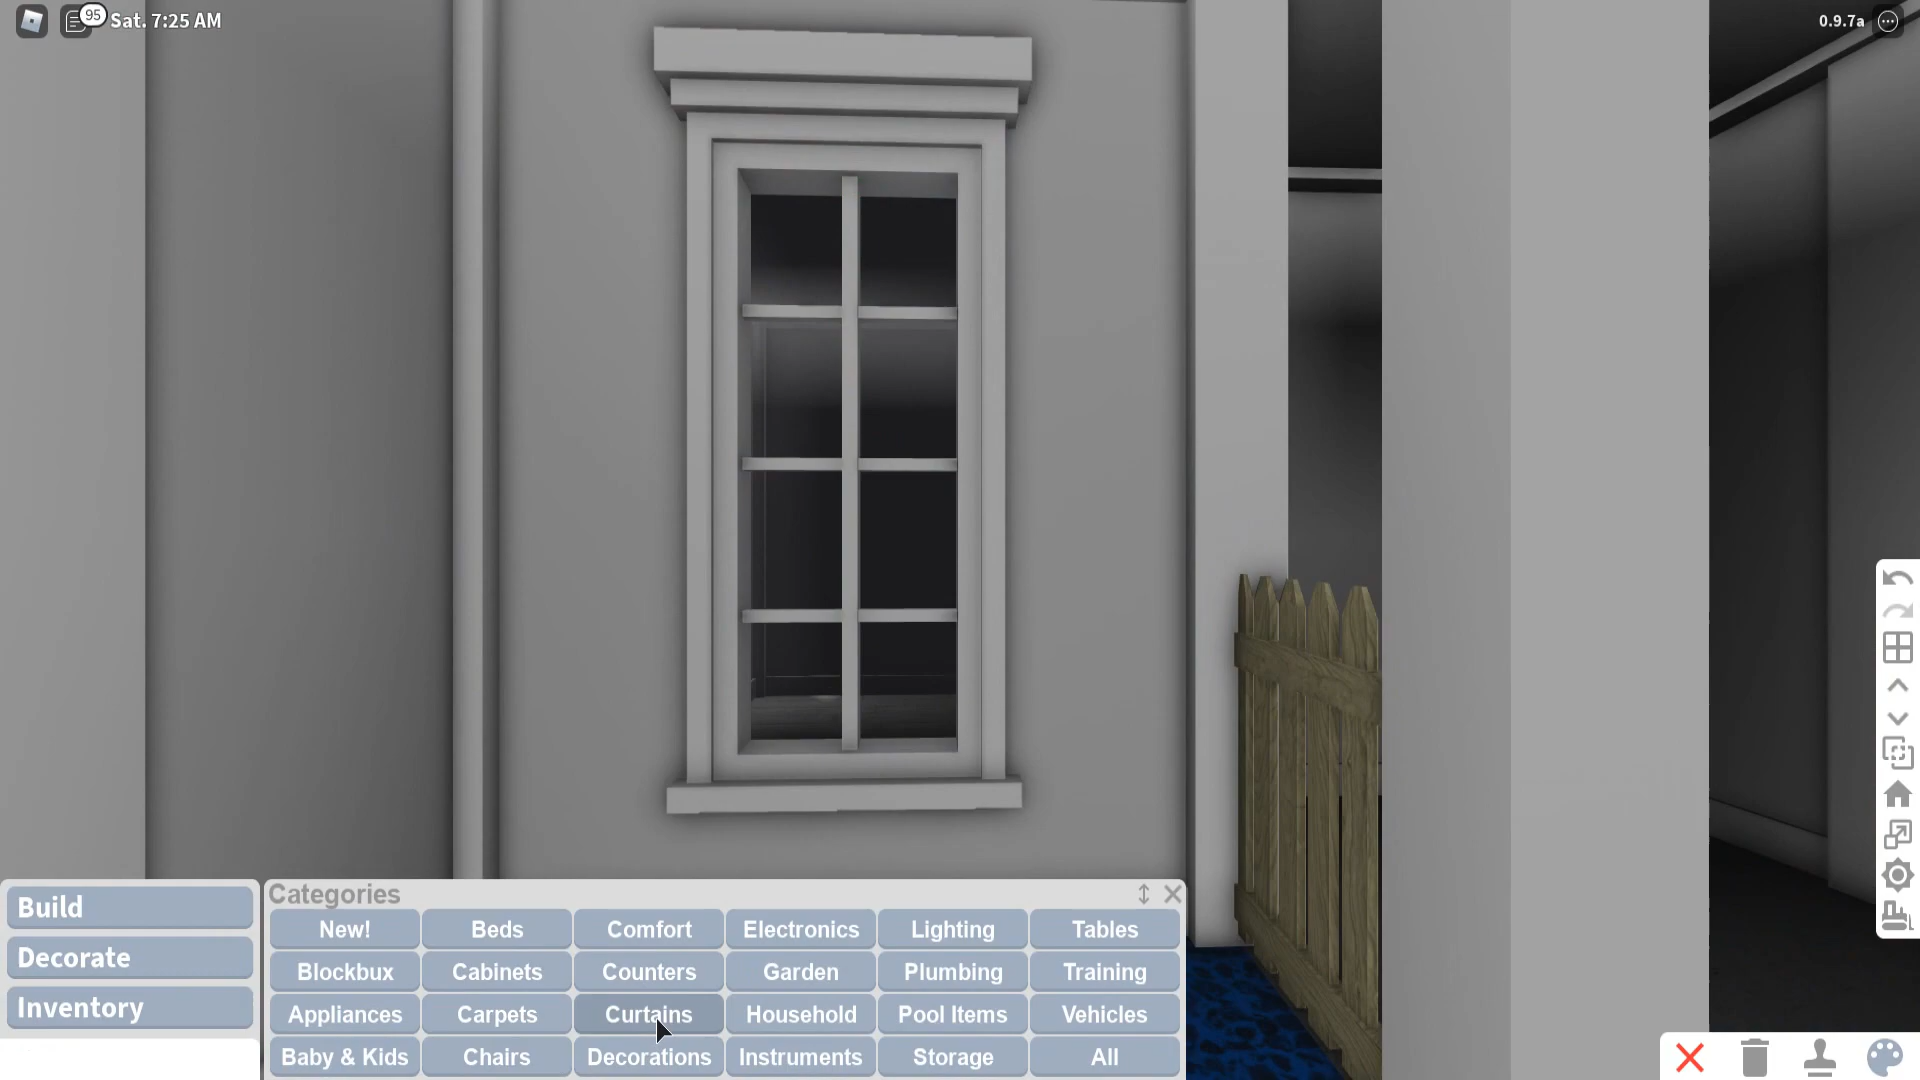 95 Sat. 7:25 AM
0.9.7a
Build
Decorate
Inventory
Categories
New! Beds Comfort Electronics Lighting Tables
Blockbux Cabinets Counters Garden Plumbing Training
Appliances Carpets Curtains Household Pool Items Vehicles
Baby & Kids Chairs Decorations Instruments Storage All